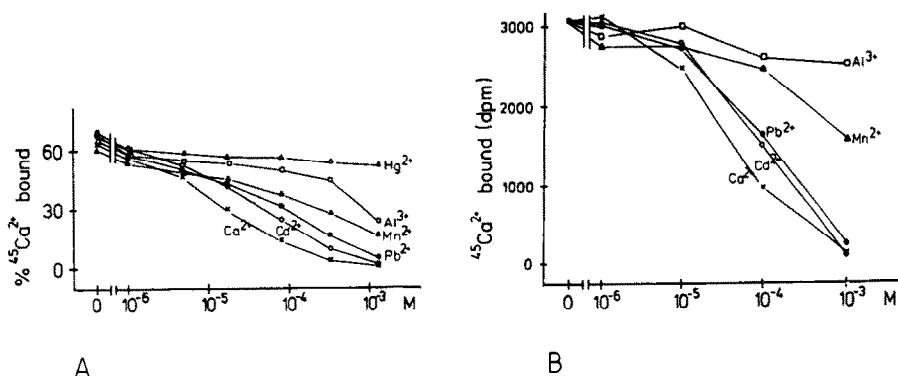 % ⁴⁵Ca²⁺ bound
60
30
0
Hg²⁺
Al³⁺
Mn²⁺
Pb²⁺
Ca²⁺
Cd²⁺
0 10⁻⁶ 10⁻⁵ 10⁻⁴ 10⁻³ M
A
B
⁴⁵Ca²⁺ bound (dpm)
3000
2000
1000
0
Al³⁺
Mn²⁺
Pb²⁺
Cd²⁺
Ca²⁺
0 10⁻⁶ 10⁻⁵ 10⁻⁴ 10⁻³ M
B